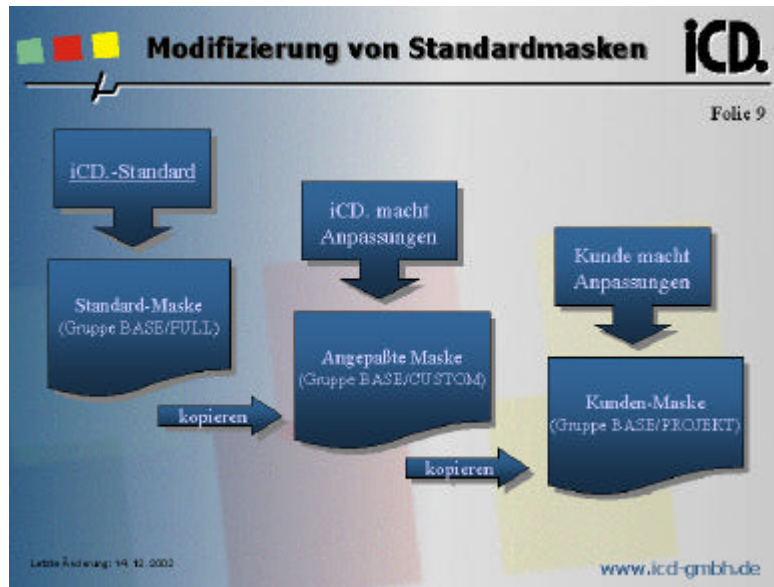 Modifizierung von Standardmasken
iCD.
Folie 9
iCD.-Standard
iCD. macht
Anpassungen
Kunde macht
Anpassungen
Standard-Maske
(Gruppe BASE/FULL)
Angepaßte Maske
(Gruppe BASE/CUSTOM)
Kunden-Maske
(Gruppe BASE/PROJEKT)
kopieren
kopieren
Letzte Änderung: 19.12.2002
www.icd-gmbh.de